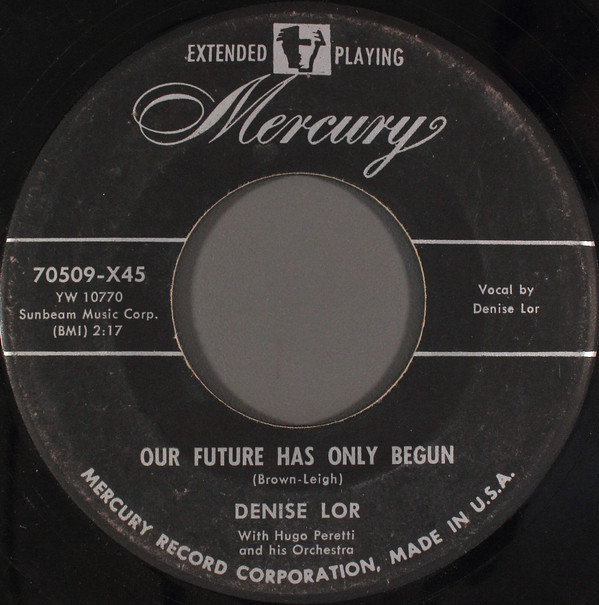 EXTENDED PLAYING
Mercury
70509-X45
YW 10770
Sunbeam Music Corp.
(BMI) 2:17
Vocal by
Denise Lor
OUR FUTURE HAS ONLY BEGUN
(Brown-Leigh)
DENISE LOR
With Hugo Peretti
and his Orchestra
MERCURY RECORD CORPORATION, MADE IN U.S.A.